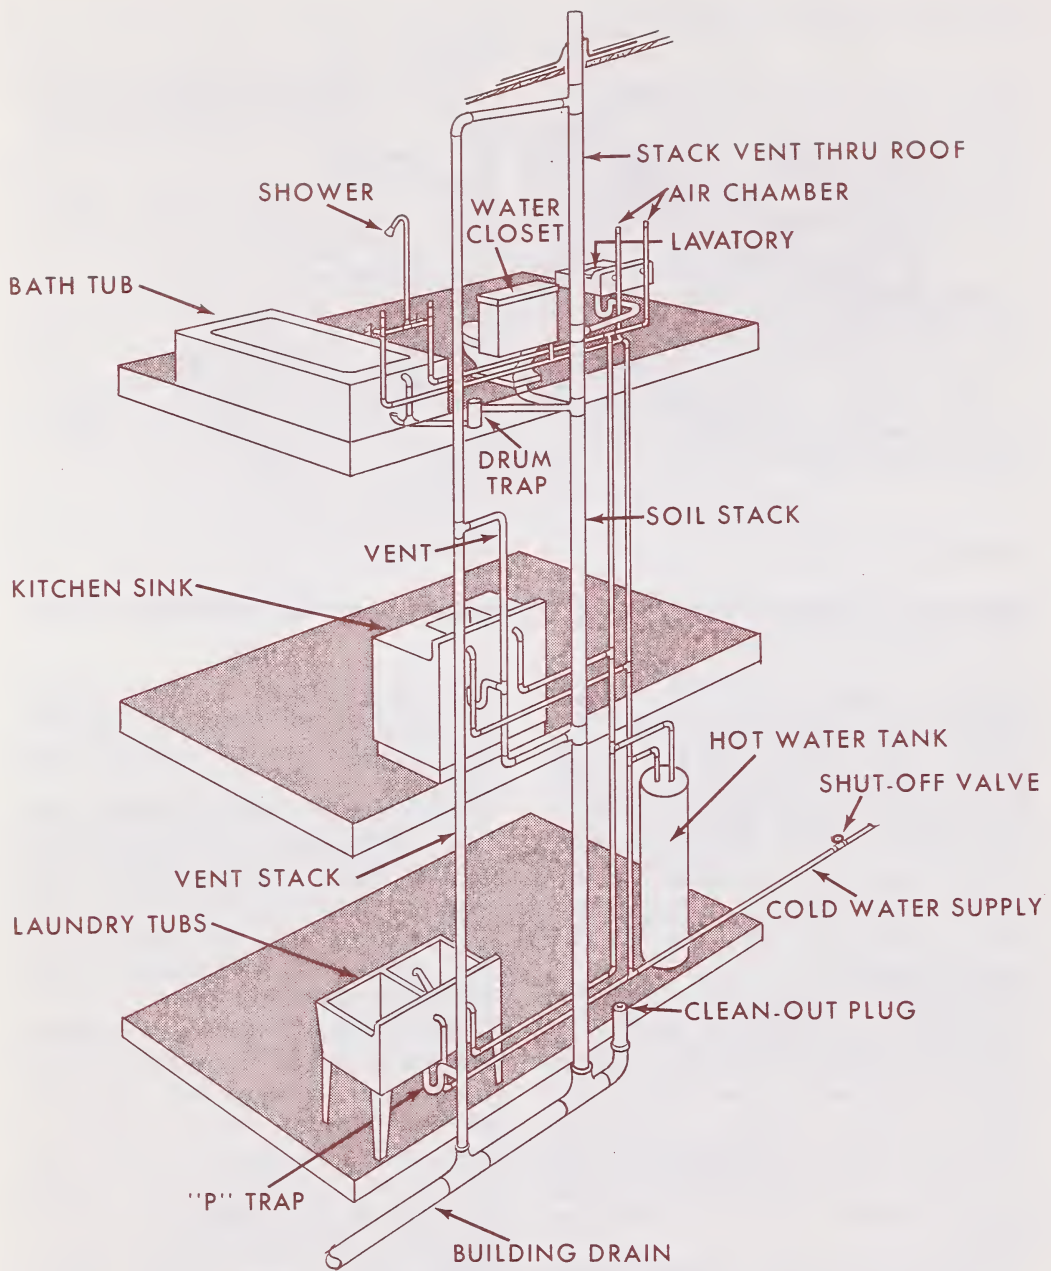 STACK VENT THRU ROOF
SHOWER
WATER
CLOSET
AIR CHAMBER
LAVATORY
BATH TUB
DRUM
TRAP
SOIL STACK
VENT
KITCHEN SINK
HOT WATER TANK
SHUT-OFF VALVE
VENT STACK
COLD WATER SUPPLY
LAUNDRY TUBS
CLEAN-OUT PLUG
"P" TRAP
BUILDING DRAIN